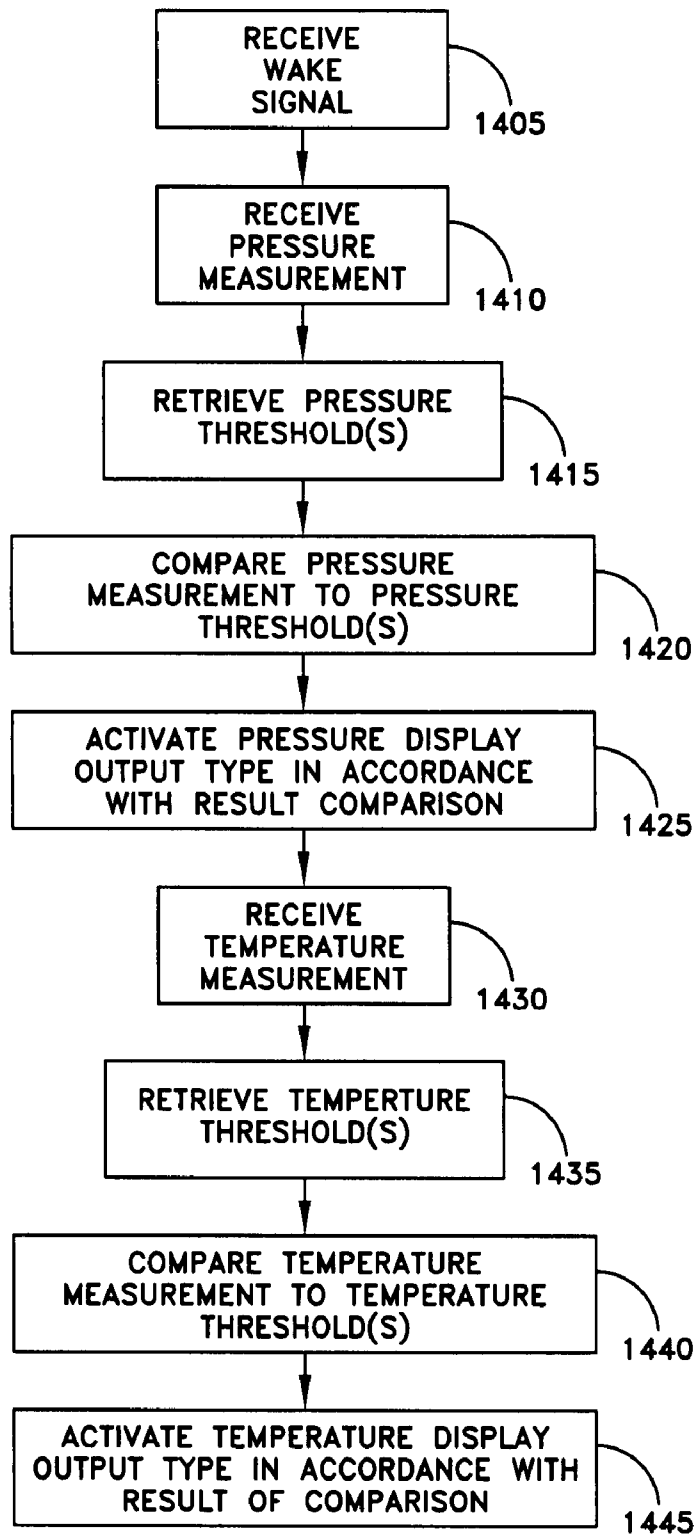 RECEIVE
WAKE
SIGNAL
1405
RECEIVE
PRESSURE
MEASUREMENT
1410
RETRIEVE PRESSURE
THRESHOLD(S)
1415
COMPARE PRESSURE
MEASUREMENT TO PRESSURE
THRESHOLD(S)
1420
ACTIVATE PRESSURE DISPLAY
OUTPUT TYPE IN ACCORDANCE
WITH RESULT COMPARISON
1425
RECEIVE
TEMPERATURE
MEASUREMENT
1430
RETRIEVE TEMPERTURE
THRESHOLD(S)
1435
COMPARE TEMPERATURE
MEASUREMENT TO TEMPERATURE
THRESHOLD(S)
1440
ACTIVATE TEMPERATURE DISPLAY
OUTPUT TYPE IN ACCORDANCE WITH
RESULT OF COMPARISON
1445